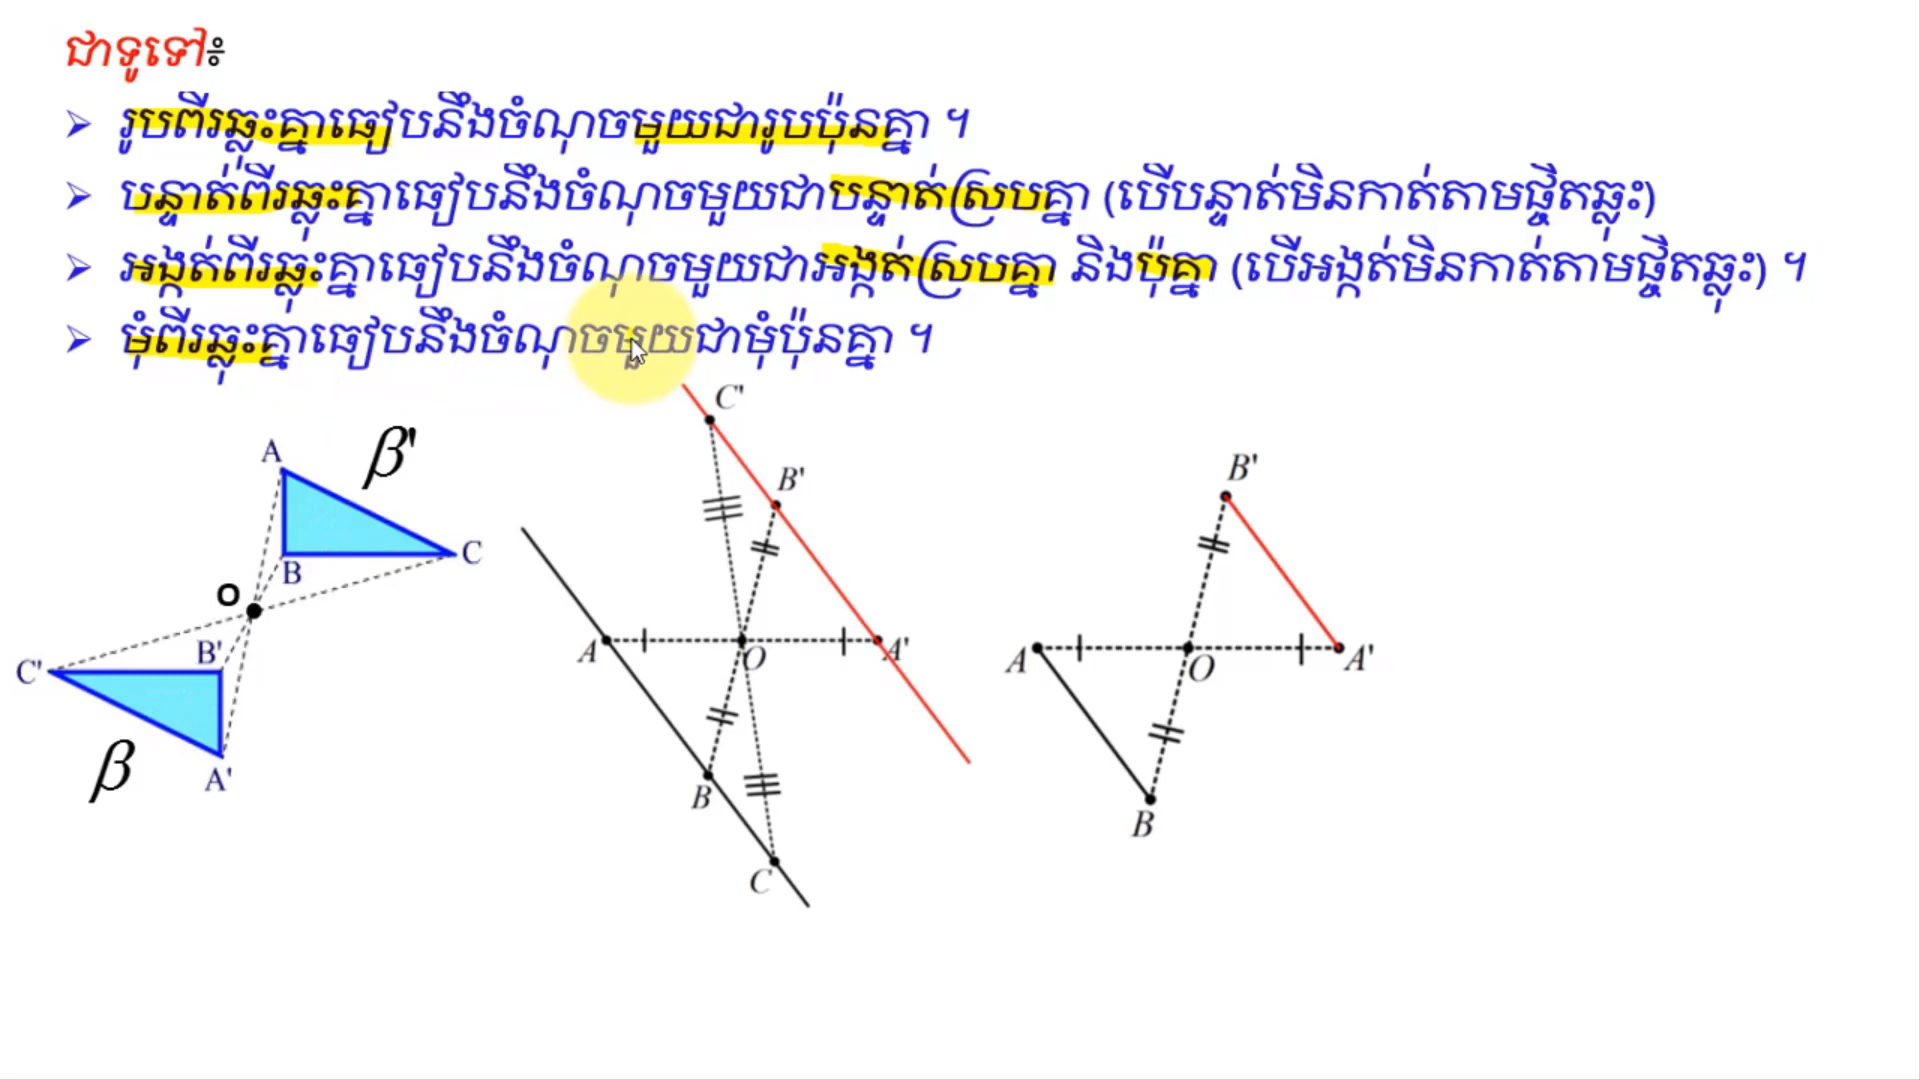 ជាទូទៅ៖
➢ រូបពីរឆ្លុះគ្នាធៀបនឹងចំណុចមួយជារូបប៉ុនគ្នា ។
➢ បន្ទាត់ពីរឆ្លុះគ្នាធៀបនឹងចំណុចមួយជាបន្ទាត់ស្របគ្នា (បើបន្ទាត់មិនកាត់តាមផ្ចិតឆ្លុះ)
➢ អង្កត់ពីរឆ្លុះគ្នាធៀបនឹងចំណុចមួយជាអង្កត់ស្របគ្នា និងប៉ុគ្នា (បើអង្កត់មិនកាត់តាមផ្ចិតឆ្លុះ) ។
➢ មុំពីរឆ្លុះគ្នាធៀបនឹងចំណុចមួយជាមុំប៉ុនគ្នា ។
A β'
B C
O
C' B'
β A'
C'
B'
A O A'
B
C
B'
A O A'
B